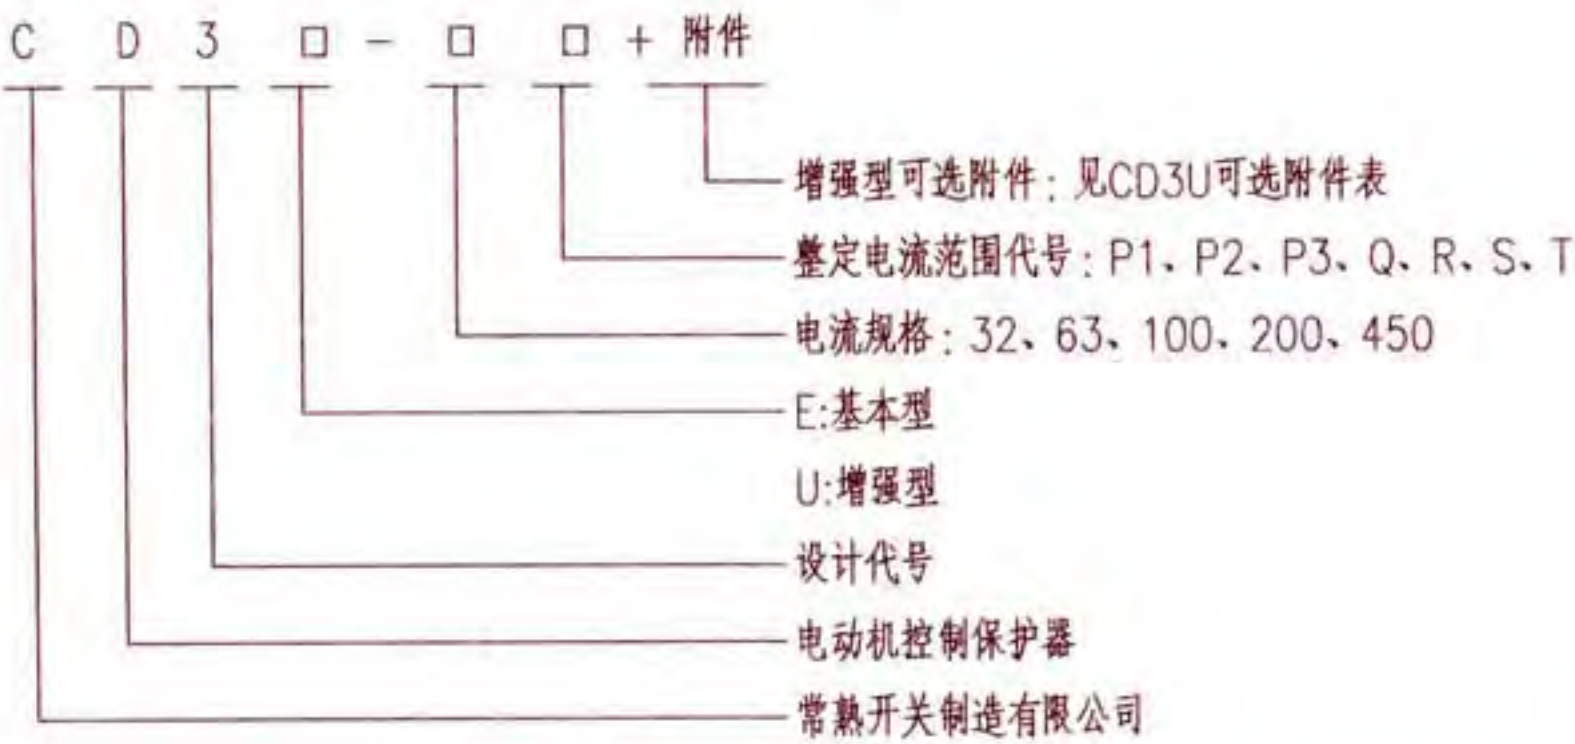 C D 3 □ - □ □ + 附件
增强型可选附件: 见CD3U可选附件表
整定电流范围代号: P1、P2、P3、Q、R、S、T
电流规格: 32、63、100、200、450
E:基本型
U:增强型
设计代号
电动机控制保护器
常熟开关制造有限公司